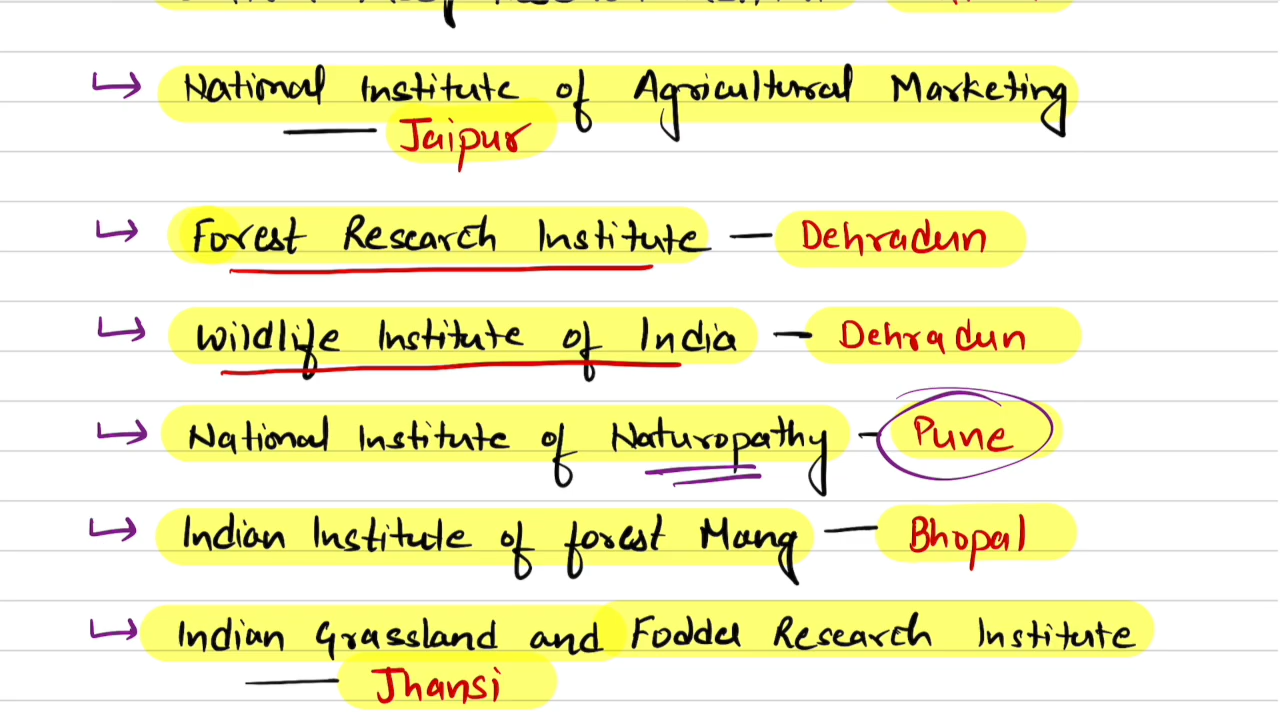 ↳ National Institute of Agricultural Marketing
— Jaipur
↳ Forest Research Institute — Dehradun
↳ Wildlife Institute of India — Dehradun
↳ National Institute of Naturopathy - Pune
↳ Indian Institute of forest Mang — Bhopal
↳ Indian Grassland and Fodder Research Institute
— Jhansi